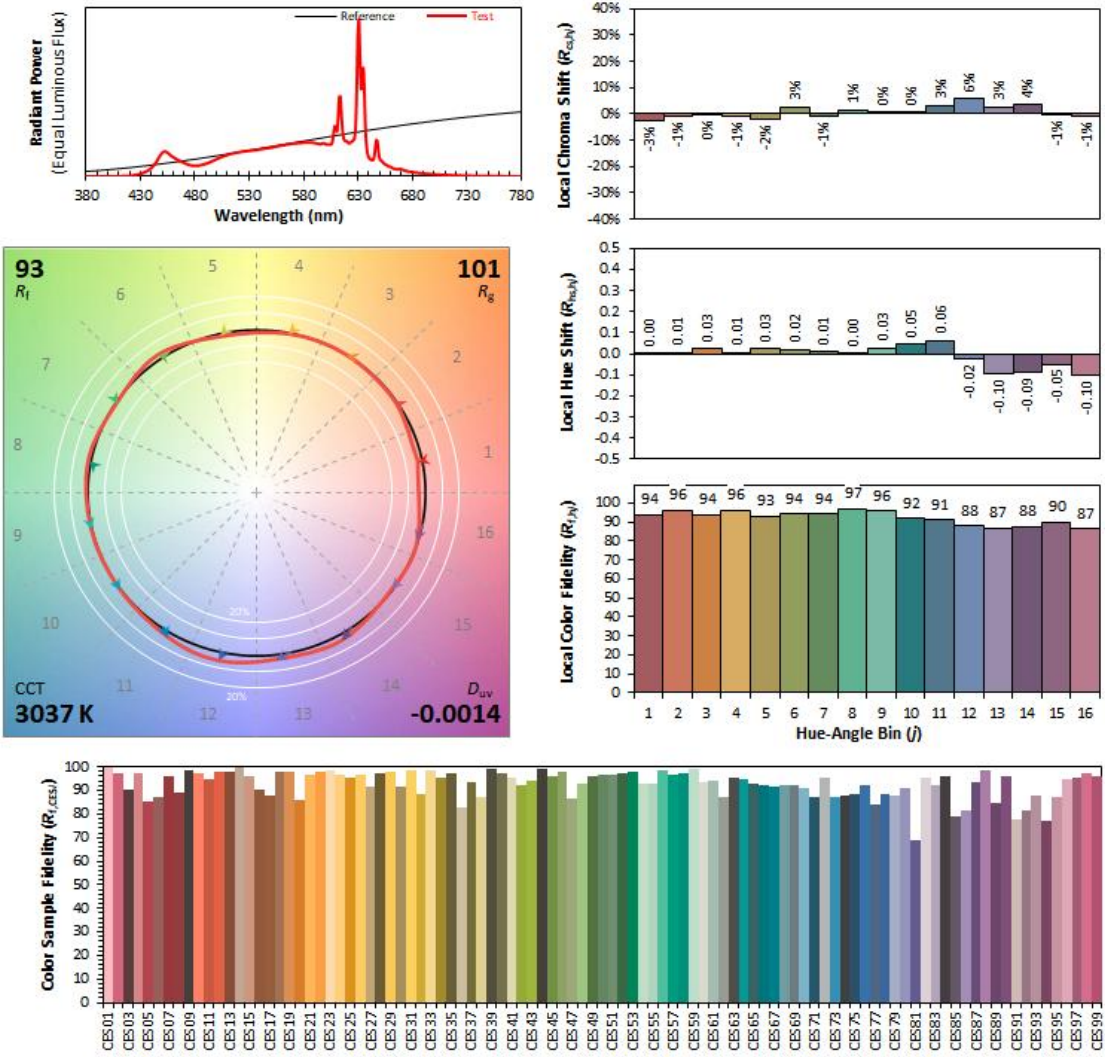 Reference Test
Radiant Power
(Equal Luminous Flux)
380 430 480 530 580 630 680 730 780
Wavelength (nm)
Local Chroma Shift (Rcs,hj)
40%
30%
20%
10%
0%
-10%
-20%
-30%
-40%
-3% -1% 0% -1% -2% 3% -1% 1% 0% 0% 3% 6% 3% 4% -1% -1%
93
Rf
101
Rg
5 4
6 3
7 2
8 1
9 16
10 15
11 14
12 13
20%
20%
CCT
3037 K
Duv
-0.0014
Local Hue Shift (Rhs,hj)
0.5
0.4
0.3
0.2
0.1
0.0
-0.1
-0.2
-0.3
-0.4
-0.5
0.00 0.01 0.03 0.01 0.03 0.02 0.01 0.00 0.03 0.05 0.06 -0.02 -0.10 -0.09 -0.05 -0.10
Local Color Fidelity (Rf,hj)
100
90
80
70
60
50
40
30
20
10
0
94 96 94 96 93 94 94 97 96 92 91 88 87 88 90 87
1 2 3 4 5 6 7 8 9 10 11 12 13 14 15 16
Hue-Angle Bin (j)
Color Sample Fidelity (Rf,CESi)
100
90
80
70
60
50
40
30
20
10
0
CES01 CES03 CES05 CES07 CES09 CES11 CES13 CES15 CES17 CES19 CES21 CES23 CES25 CES27 CES29 CES31 CES33 CES35 CES37 CES39 CES41 CES43 CES45 CES47 CES49 CES51 CES53 CES55 CES57 CES59 CES61 CES63 CES65 CES67 CES69 CES71 CES73 CES75 CES77 CES79 CES81 CES83 CES85 CES87 CES89 CES91 CES93 CES95 CES97 CES99